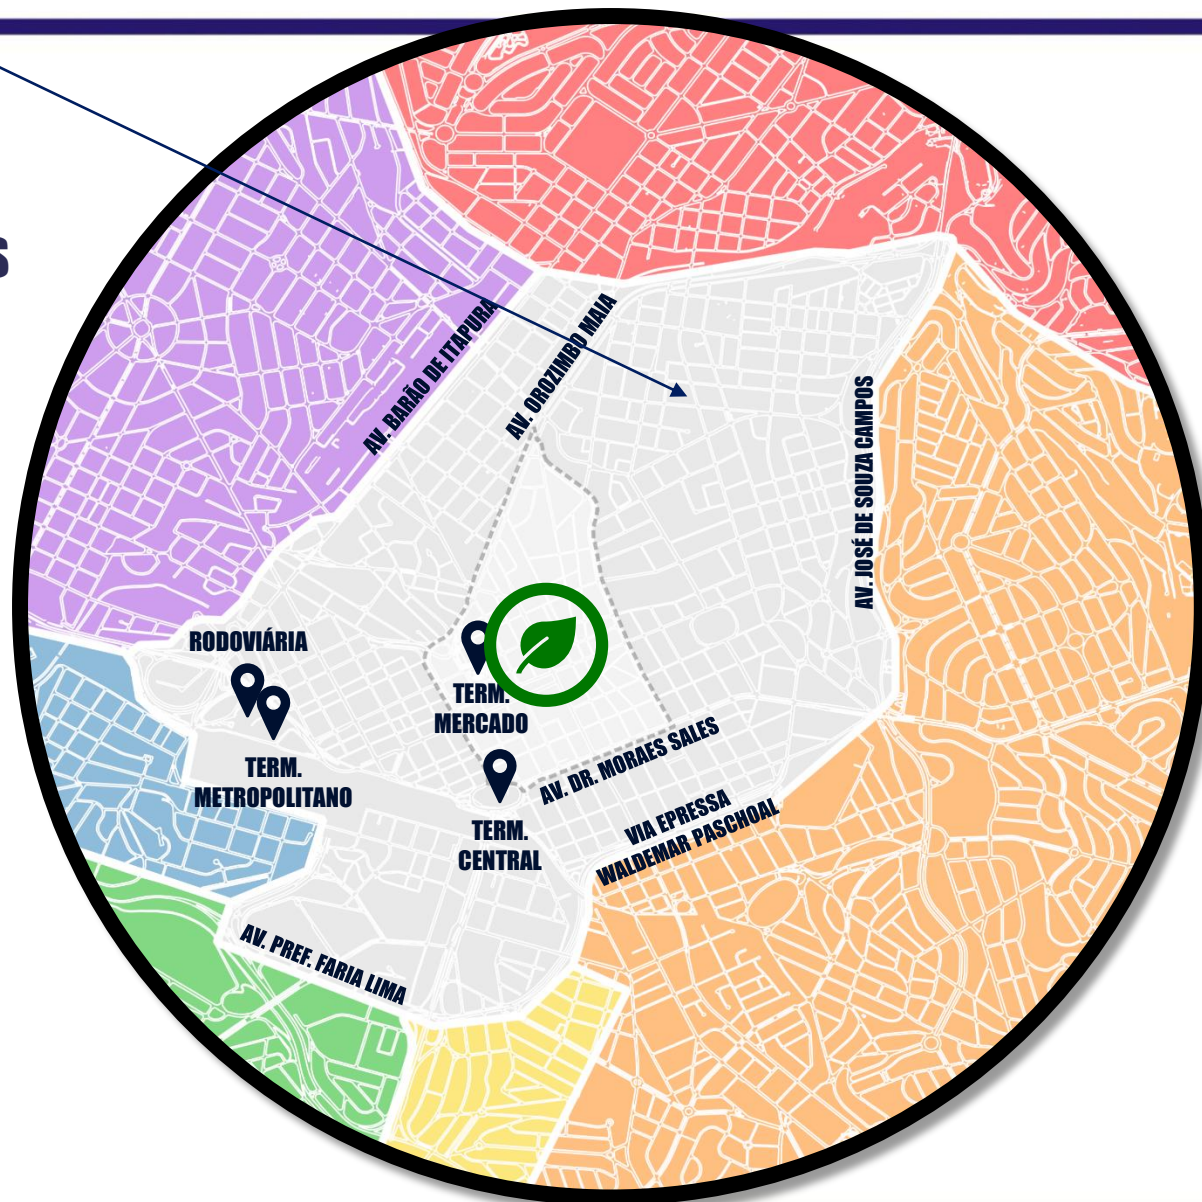 S
AV. BARÃO DE ITAPURA
AV. OROZIMBO MAIA
AV. JOSÉ DE SOUZA CAMPOS
RODOVIÁRIA
TERM.
MERCADO
TERM.
METROPOLITANO
AV. DR. MORAES SALES
TERM.
CENTRAL
VIA EPRESSA
WALDEMAR PASCHOAL
AV. PREF. FARIA LIMA